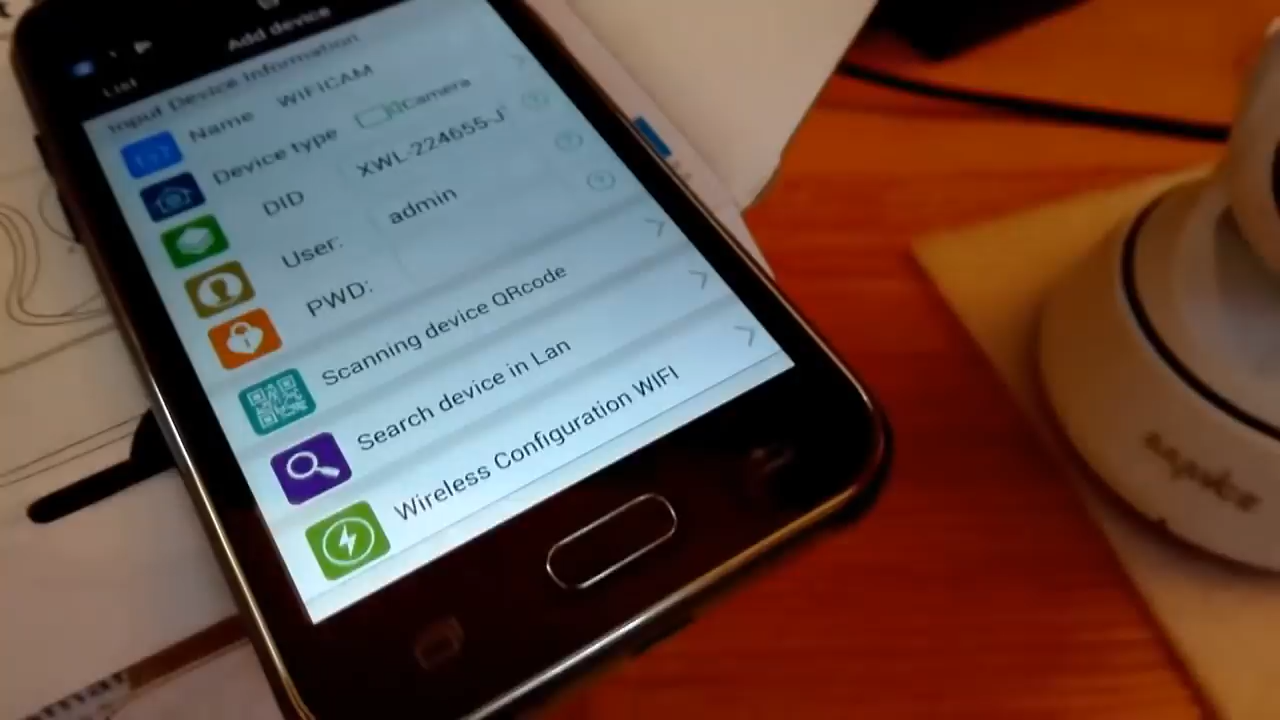 Add device
List
Input Device Information
Name WIFICAM
Device type Camera
DID XWL-224655-J
User: admin
PWD:
Scanning device QRcode
Search device in Lan
Wireless Configuration WIFI